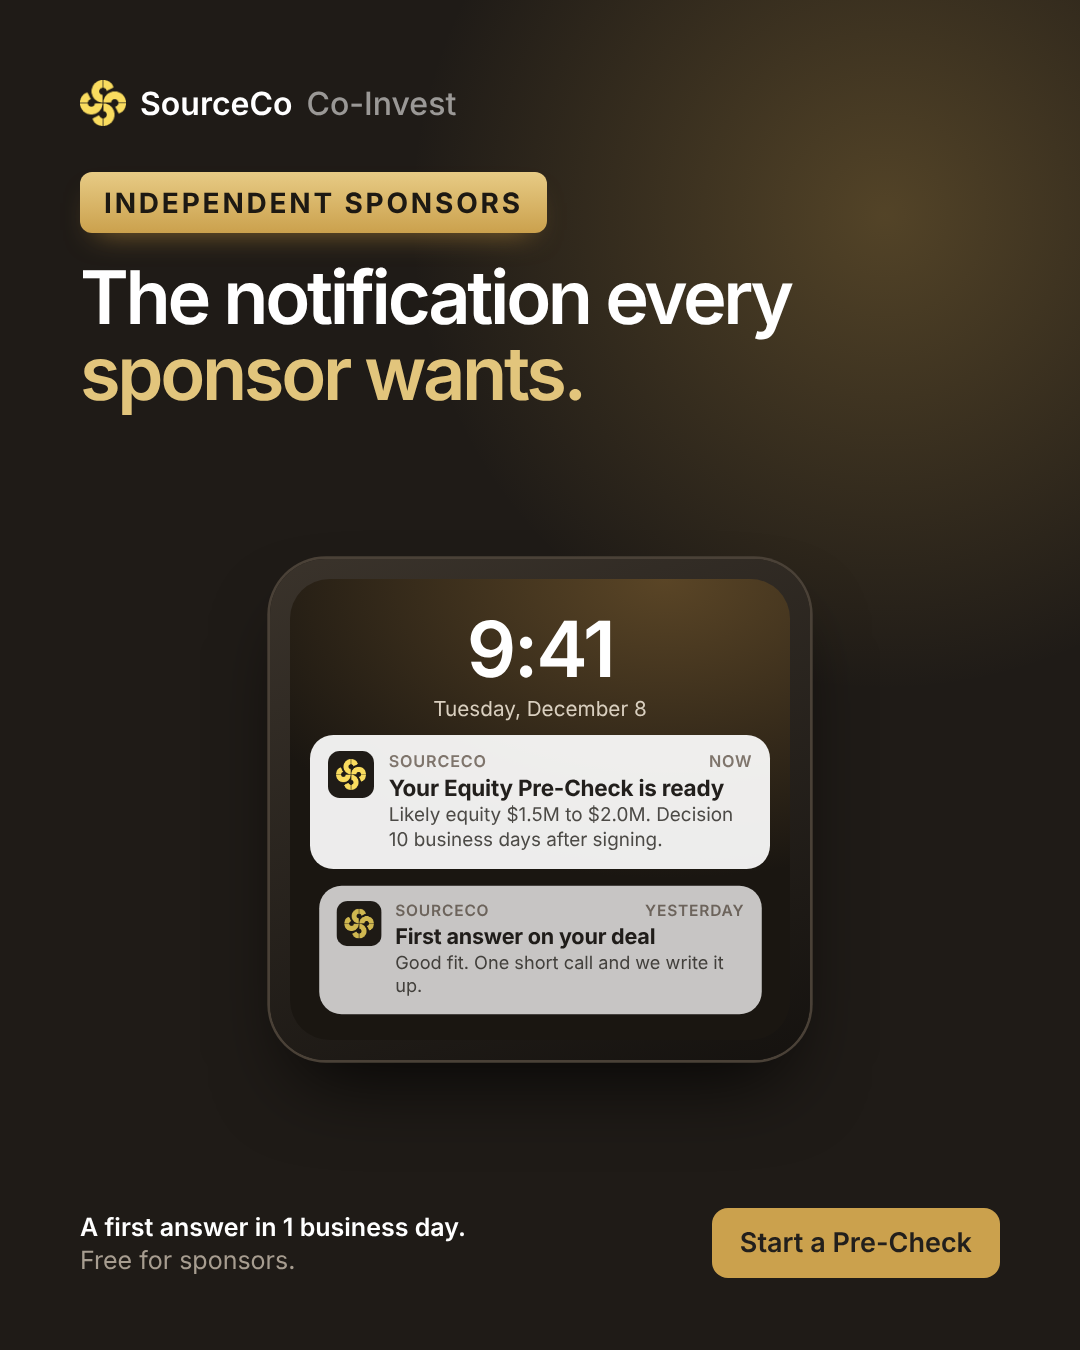 SourceCo Co-Invest
INDEPENDENT SPONSORS
The notification every
sponsor wants.
9:41
Tuesday, December 8
SOURCECO NOW
Your Equity Pre-Check is ready
Likely equity $1.5M to $2.0M. Decision
10 business days after signing.
SOURCECO YESTERDAY
First answer on your deal
Good fit. One short call and we write it
up.
A first answer in 1 business day.
Free for sponsors.
Start a Pre-Check